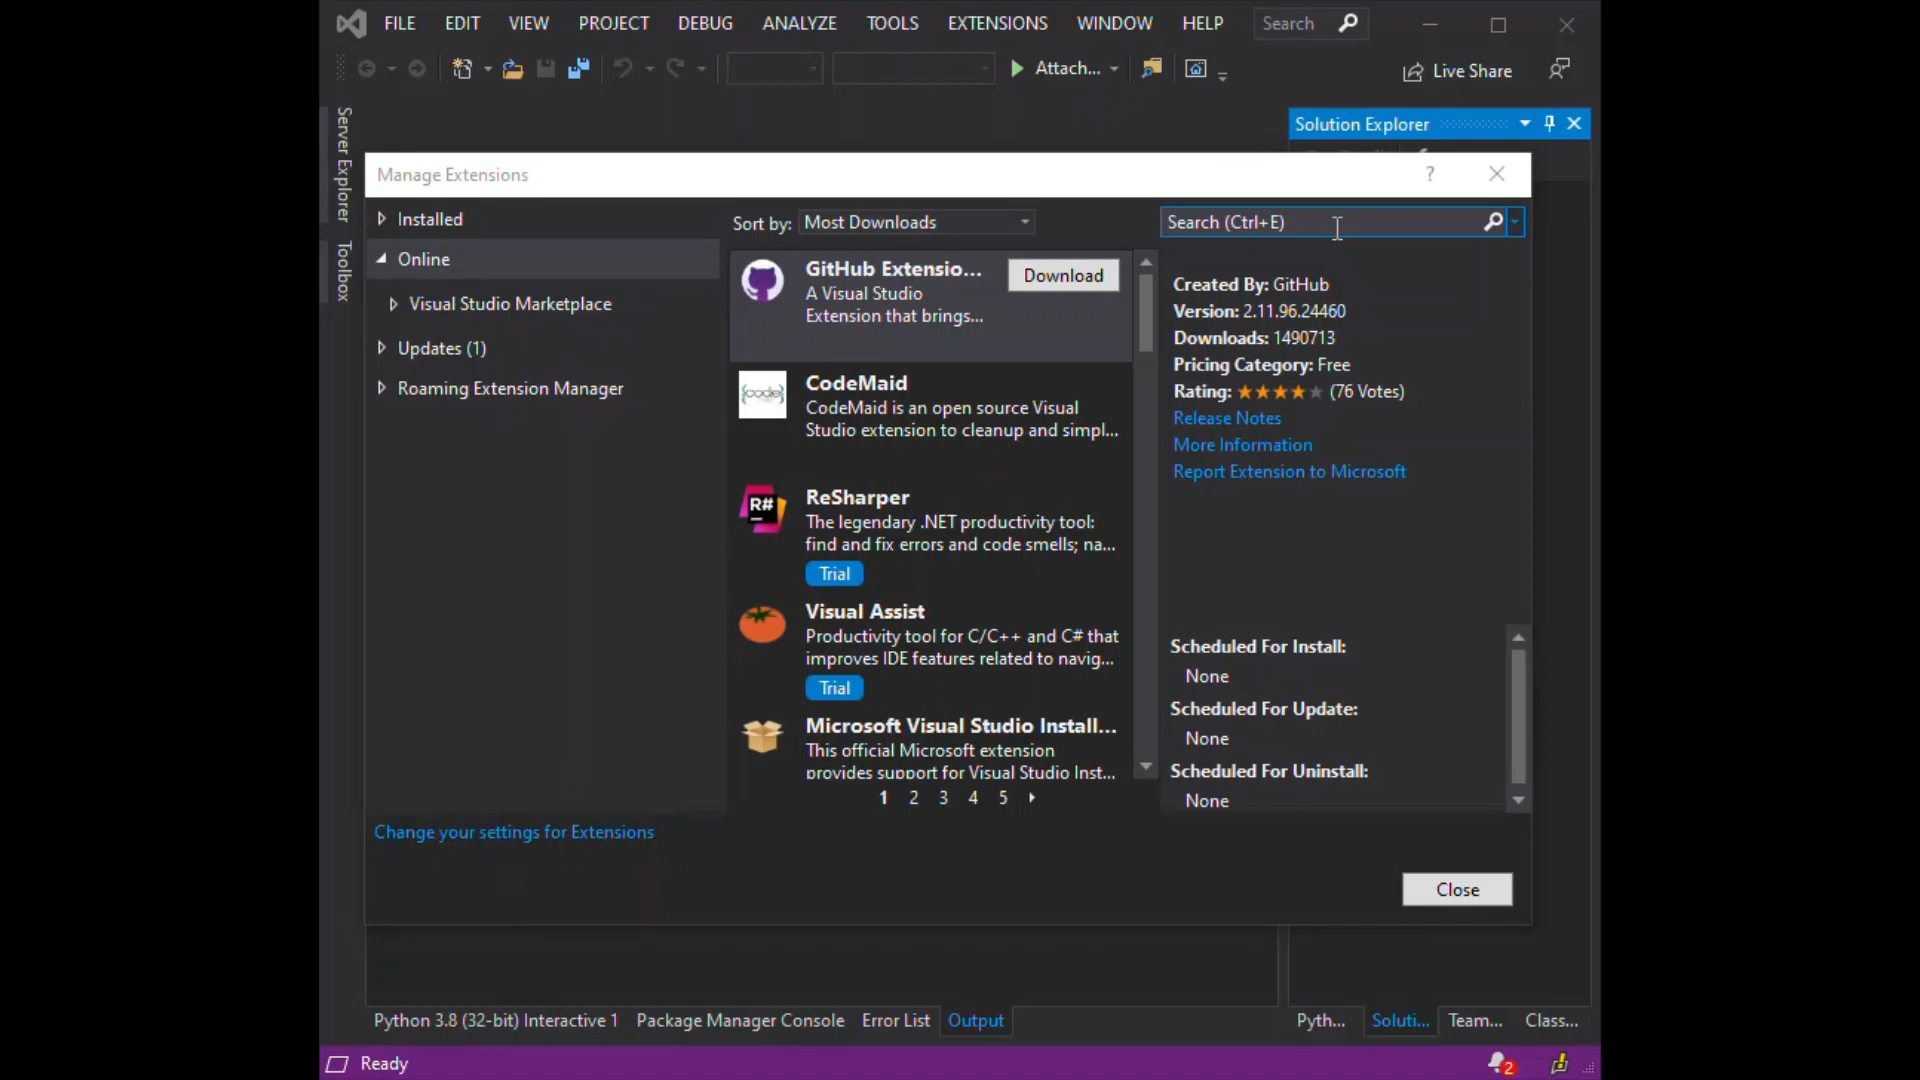 FILE EDIT VIEW PROJECT DEBUG ANALYZE TOOLS EXTENSIONS WINDOW HELP Search
Attach... Live Share
Server Explorer
Toolbox
Solution Explorer
Manage Extensions ?
Installed
Online
Visual Studio Marketplace
Updates (1)
Roaming Extension Manager
Change your settings for Extensions
Sort by: Most Downloads
GitHub Extensio... Download
A Visual Studio
Extension that brings...
{code}
CodeMaid
CodeMaid is an open source Visual
Studio extension to cleanup and simpl...
R#
ReSharper
The legendary .NET productivity tool:
find and fix errors and code smells; na...
Trial
Visual Assist
Productivity tool for C/C++ and C# that
improves IDE features related to navig...
Trial
Microsoft Visual Studio Install...
This official Microsoft extension
provides support for Visual Studio Inst...
1 2 3 4 5
Search (Ctrl+E)
Created By: GitHub
Version: 2.11.96.24460
Downloads: 1490713
Pricing Category: Free
Rating: (76 Votes)
Release Notes
More Information
Report Extension to Microsoft
Scheduled For Install:
None
Scheduled For Update:
None
Scheduled For Uninstall:
None
Close
Python 3.8 (32-bit) Interactive 1 Package Manager Console Error List Output
Pyth... Soluti... Team... Class...
Ready 2